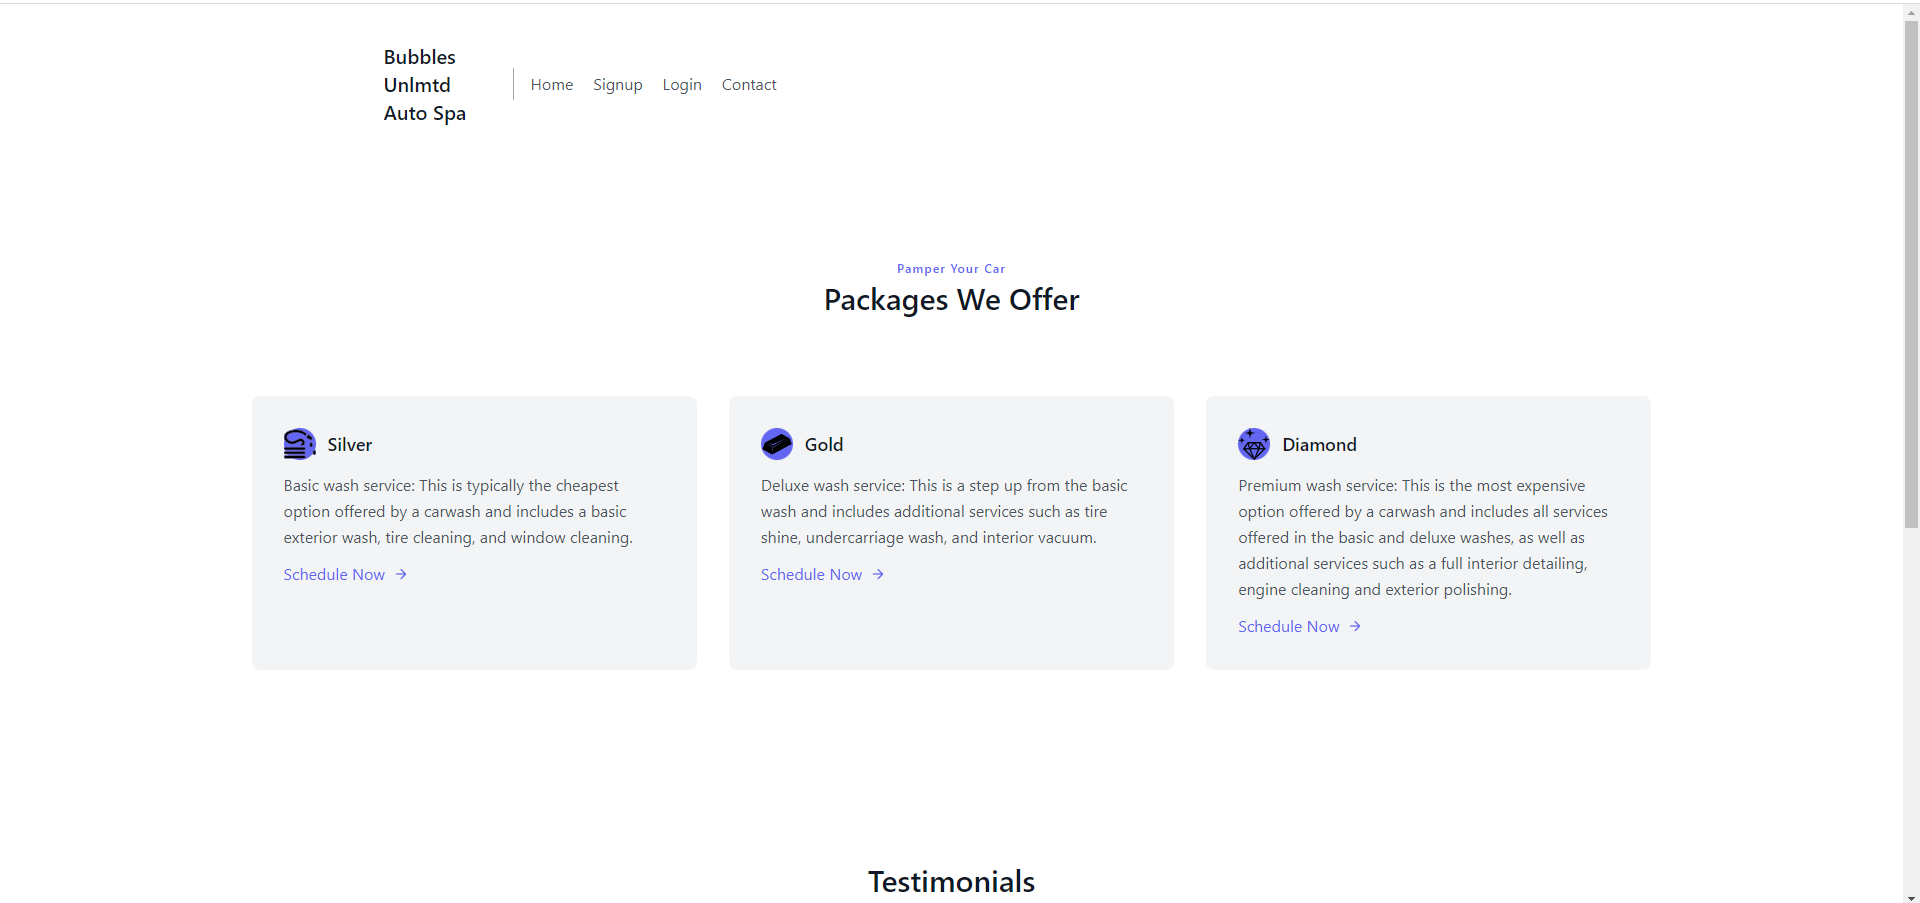 Bubbles
Unlmtd
Auto Spa
Home Signup Login Contact
Pamper Your Car
Packages We Offer
Silver
Basic wash service: This is typically the cheapest
option offered by a carwash and includes a basic
exterior wash, tire cleaning, and window cleaning.
Schedule Now →
Gold
Deluxe wash service: This is a step up from the basic
wash and includes additional services such as tire
shine, undercarriage wash, and interior vacuum.
Schedule Now →
Diamond
Premium wash service: This is the most expensive
option offered by a carwash and includes all services
offered in the basic and deluxe washes, as well as
additional services such as a full interior detailing,
engine cleaning and exterior polishing.
Schedule Now →
Testimonials